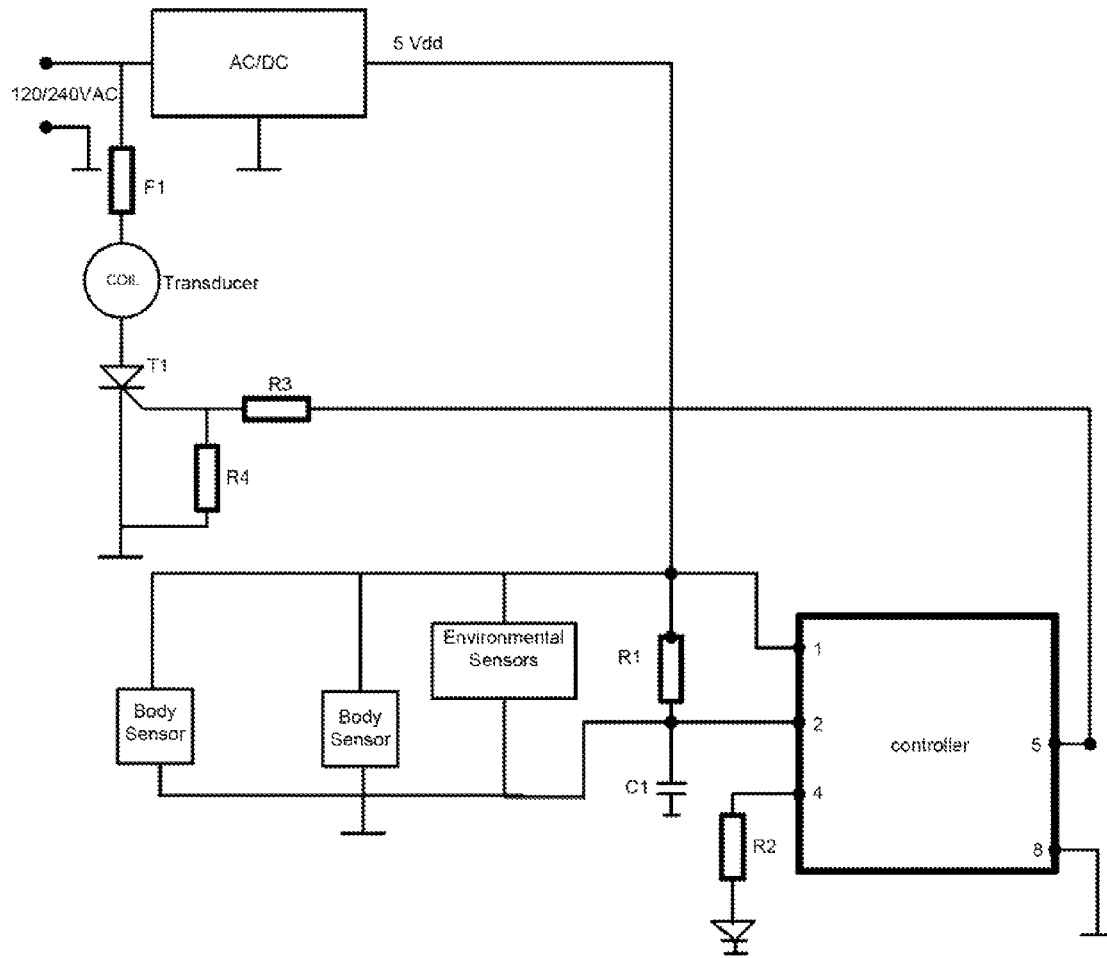 AC/DC
5 Vdd
120/240VAC
F1
COIL
Transducer
T1
R3
R4
Environmental
Sensors
R1
1
Body
Sensor
Body
Sensor
2
controller
5
C1
4
R2
8